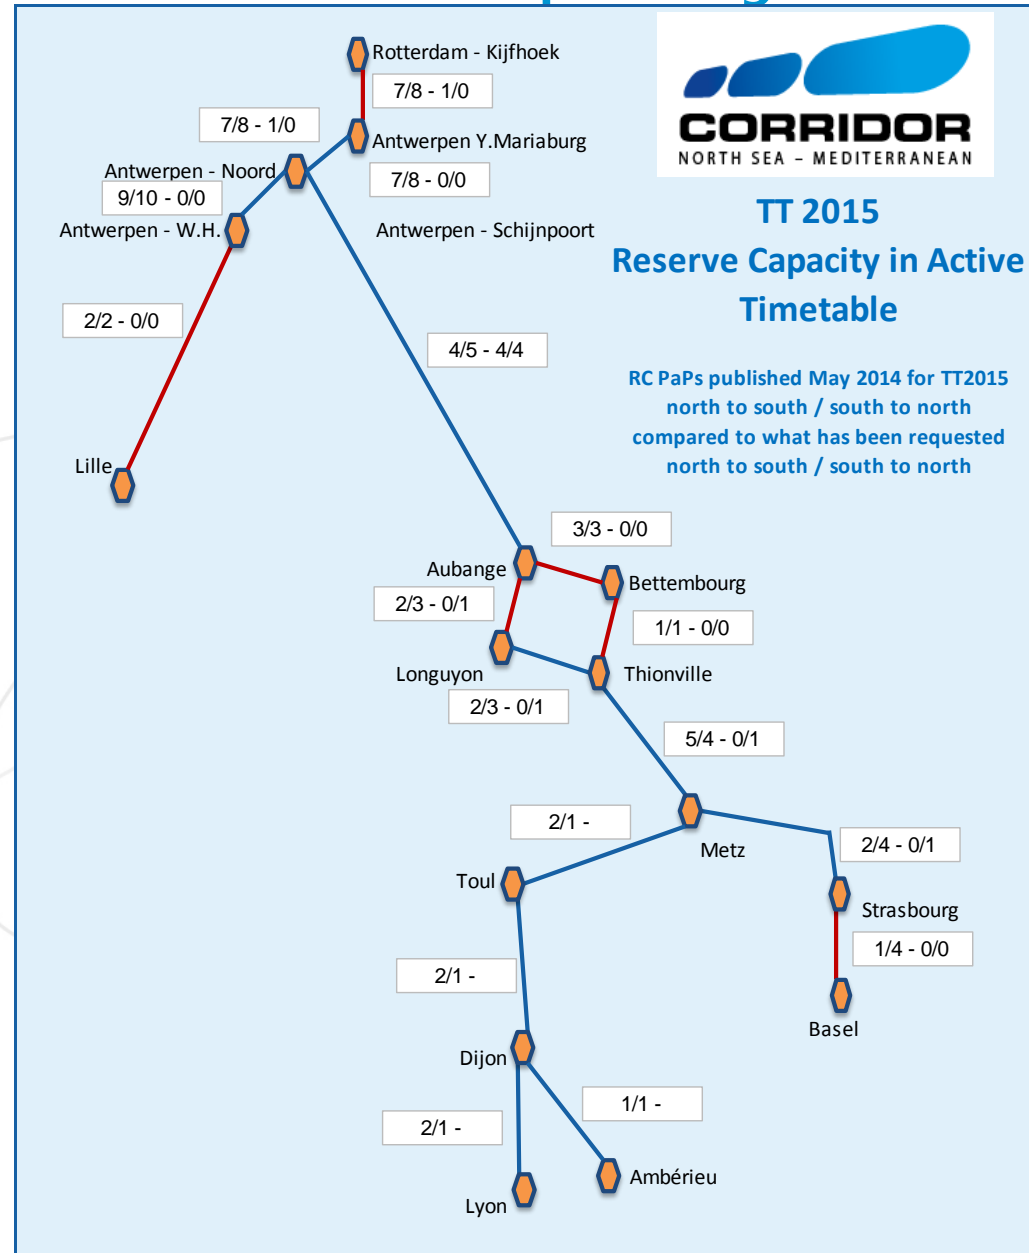 Rotterdam - Kijfhoek
7/8 - 1/0
7/8 - 1/0
Antwerpen Y.Mariaburg
Antwerpen - Noord
7/8 - 0/0
9/10 - 0/0
Antwerpen - W.H.
Antwerpen - Schijnpoort
CORRIDOR
NORTH SEA – MEDITERRANEAN
TT 2015
Reserve Capacity in Active
Timetable
2/2 - 0/0
4/5 - 4/4
RC PaPs published May 2014 for TT2015
north to south / south to north
compared to what has been requested
north to south / south to north
Lille
3/3 - 0/0
Aubange
Bettembourg
2/3 - 0/1
1/1 - 0/0
Longuyon
Thionville
2/3 - 0/1
5/4 - 0/1
2/1 -
Metz
2/4 - 0/1
Toul
Strasbourg
1/4 - 0/0
2/1 -
Basel
Dijon
1/1 -
2/1 -
Ambérieu
Lyon